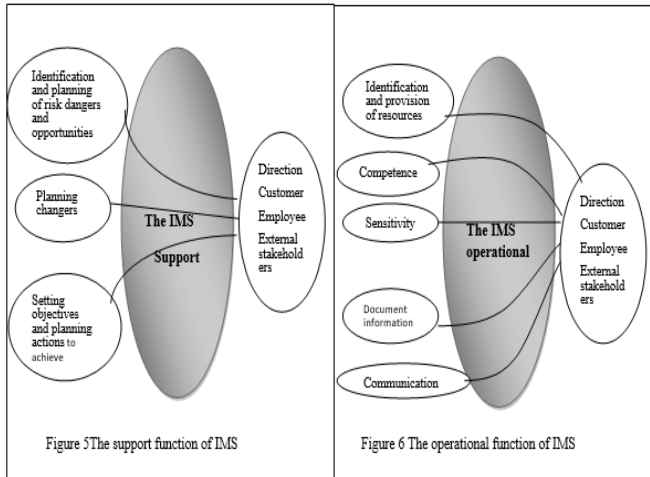 Identification
and planning
of risk dangers
and
opportunities
Planning
changers
Setting
objectives
and planning
actions to
achieve
The IMS
Support
Direction
Customer
Employee
External
stakehold
ers
Figure 5The support function of IMS
Identification
and provision
of resources
Competence
Sensitivity
Document
information
Communication
The IMS
operational
Direction
Customer
Employee
External
stakehold
ers
Figure 6 The operational function of IMS